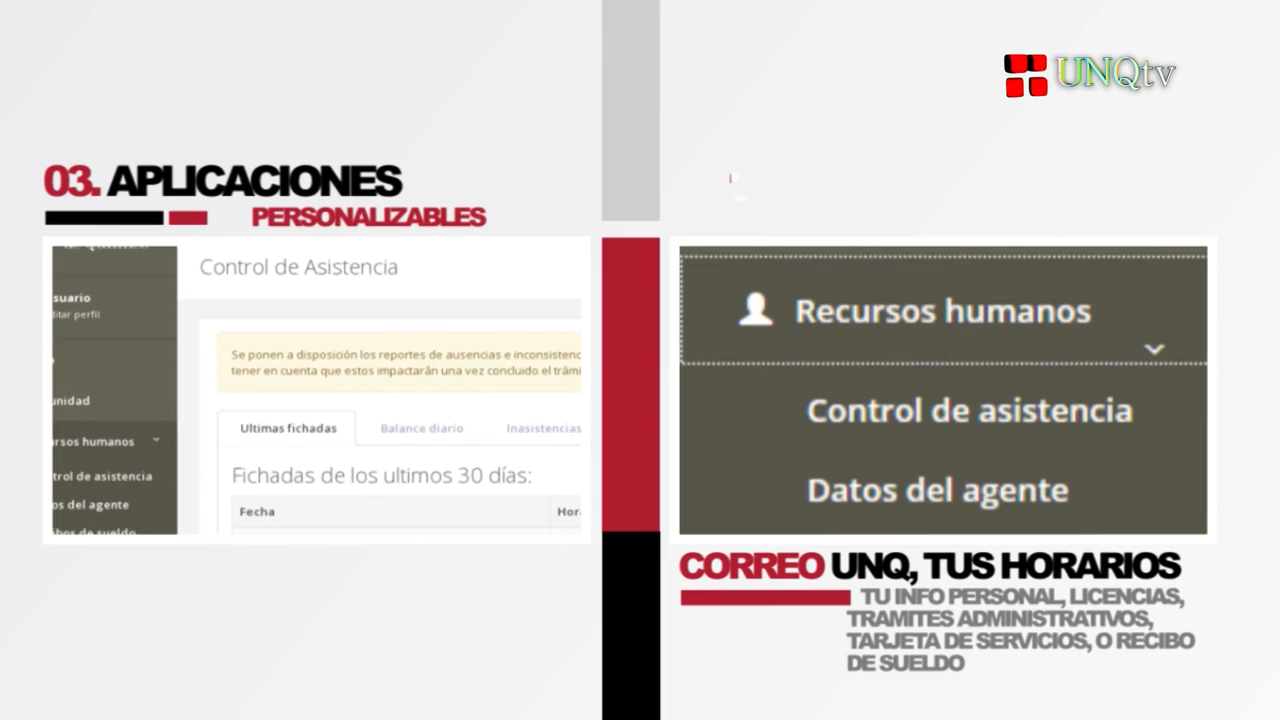 UNQtv
03. APLICACIONES
PERSONALIZABLES
Control de Asistencia
Se ponen a disposición los reportes de ausencias e
tener en cuenta que estos impactarán una vez concluido el
Ultimas fichadas
Balance diario
Inasistencias
Fichadas de los ultimos 30 días:
Fecha
Recursos humanos
Control de asistencia
Datos del agente
CORREO UNQ, TUS HORARIOS
TU INFO PERSONAL, LICENCIAS,
TRAMITES ADMINISTRATIVOS,
TARJETA DE SERVICIOS, O RECIBO
DE SUELDO